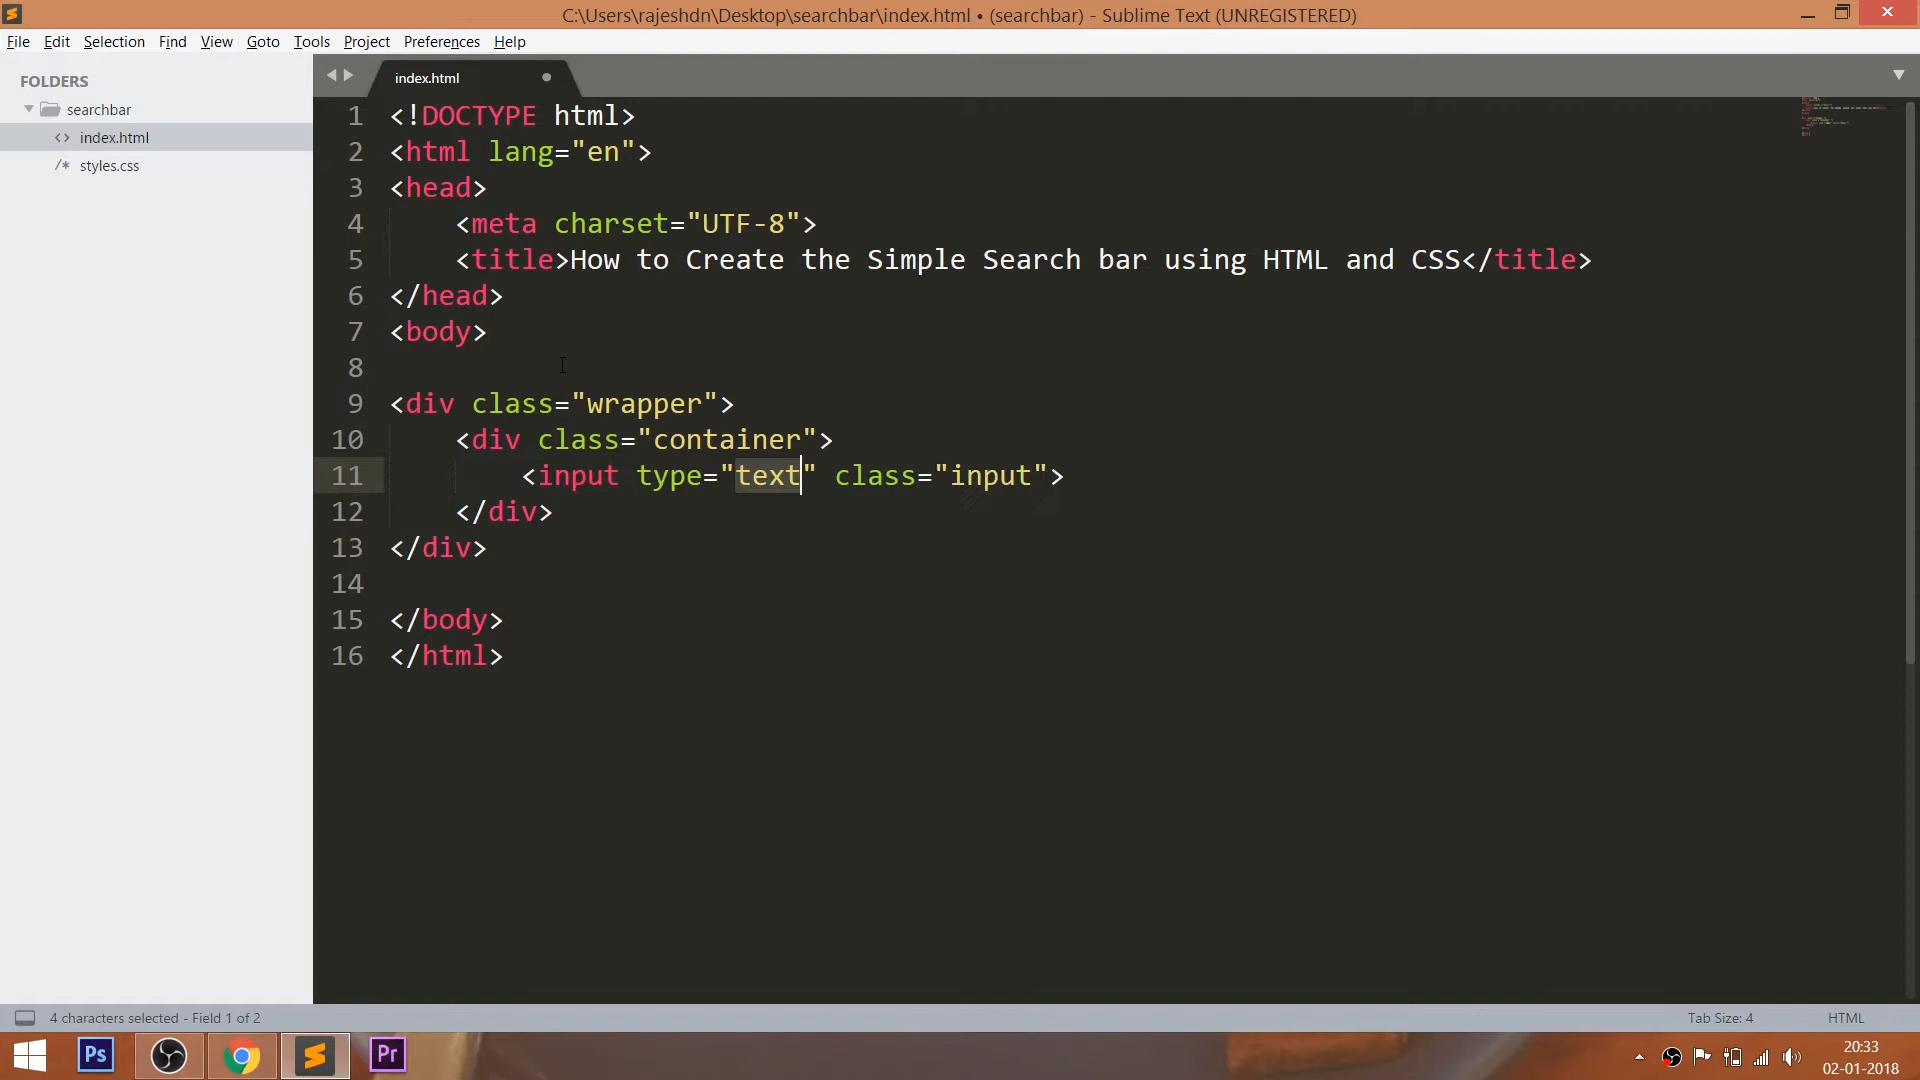 C:\Users\rajeshdn\Desktop\searchbar\index.html • (searchbar) - Sublime Text (UNREGISTERED)
File Edit Selection Find View Goto Tools Project Preferences Help
FOLDERS
searchbar
<> index.html
/* styles.css
index.html
1 <!DOCTYPE html>
2 <html lang="en">
3 <head>
4 <meta charset="UTF-8">
5 <title>How to Create the Simple Search bar using HTML and CSS</title>
6 </head>
7 <body>
8
9 <div class="wrapper">
10 <div class="container">
11 <input type="text" class="input">
12 </div>
13 </div>
14
15 </body>
16 </html>
4 characters selected - Field 1 of 2
Tab Size: 4
HTML
Ps
Pr
20:33
02-01-2018